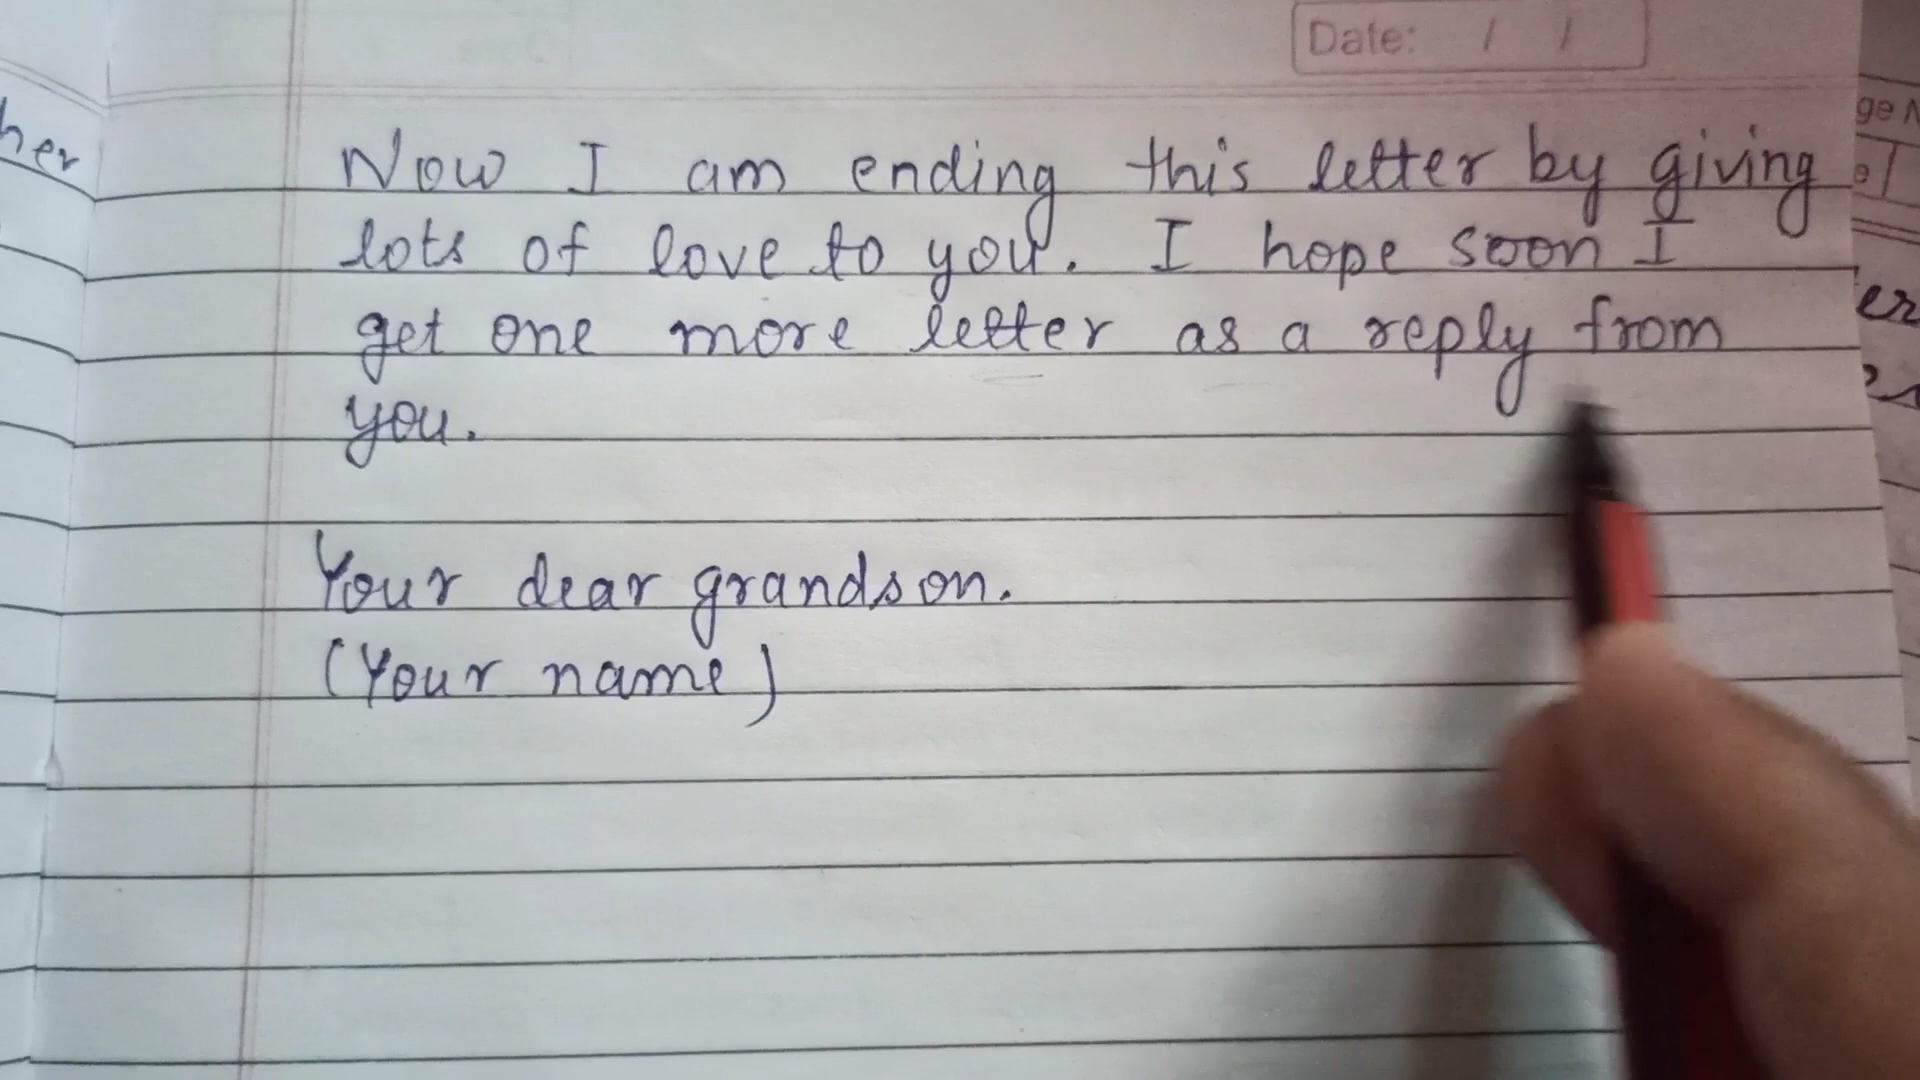 Date: / /
Now I am ending this letter by giving
lots of love to you. I hope soon I
get one more letter as a reply from
you.
Your dear grandson.
(Your name)